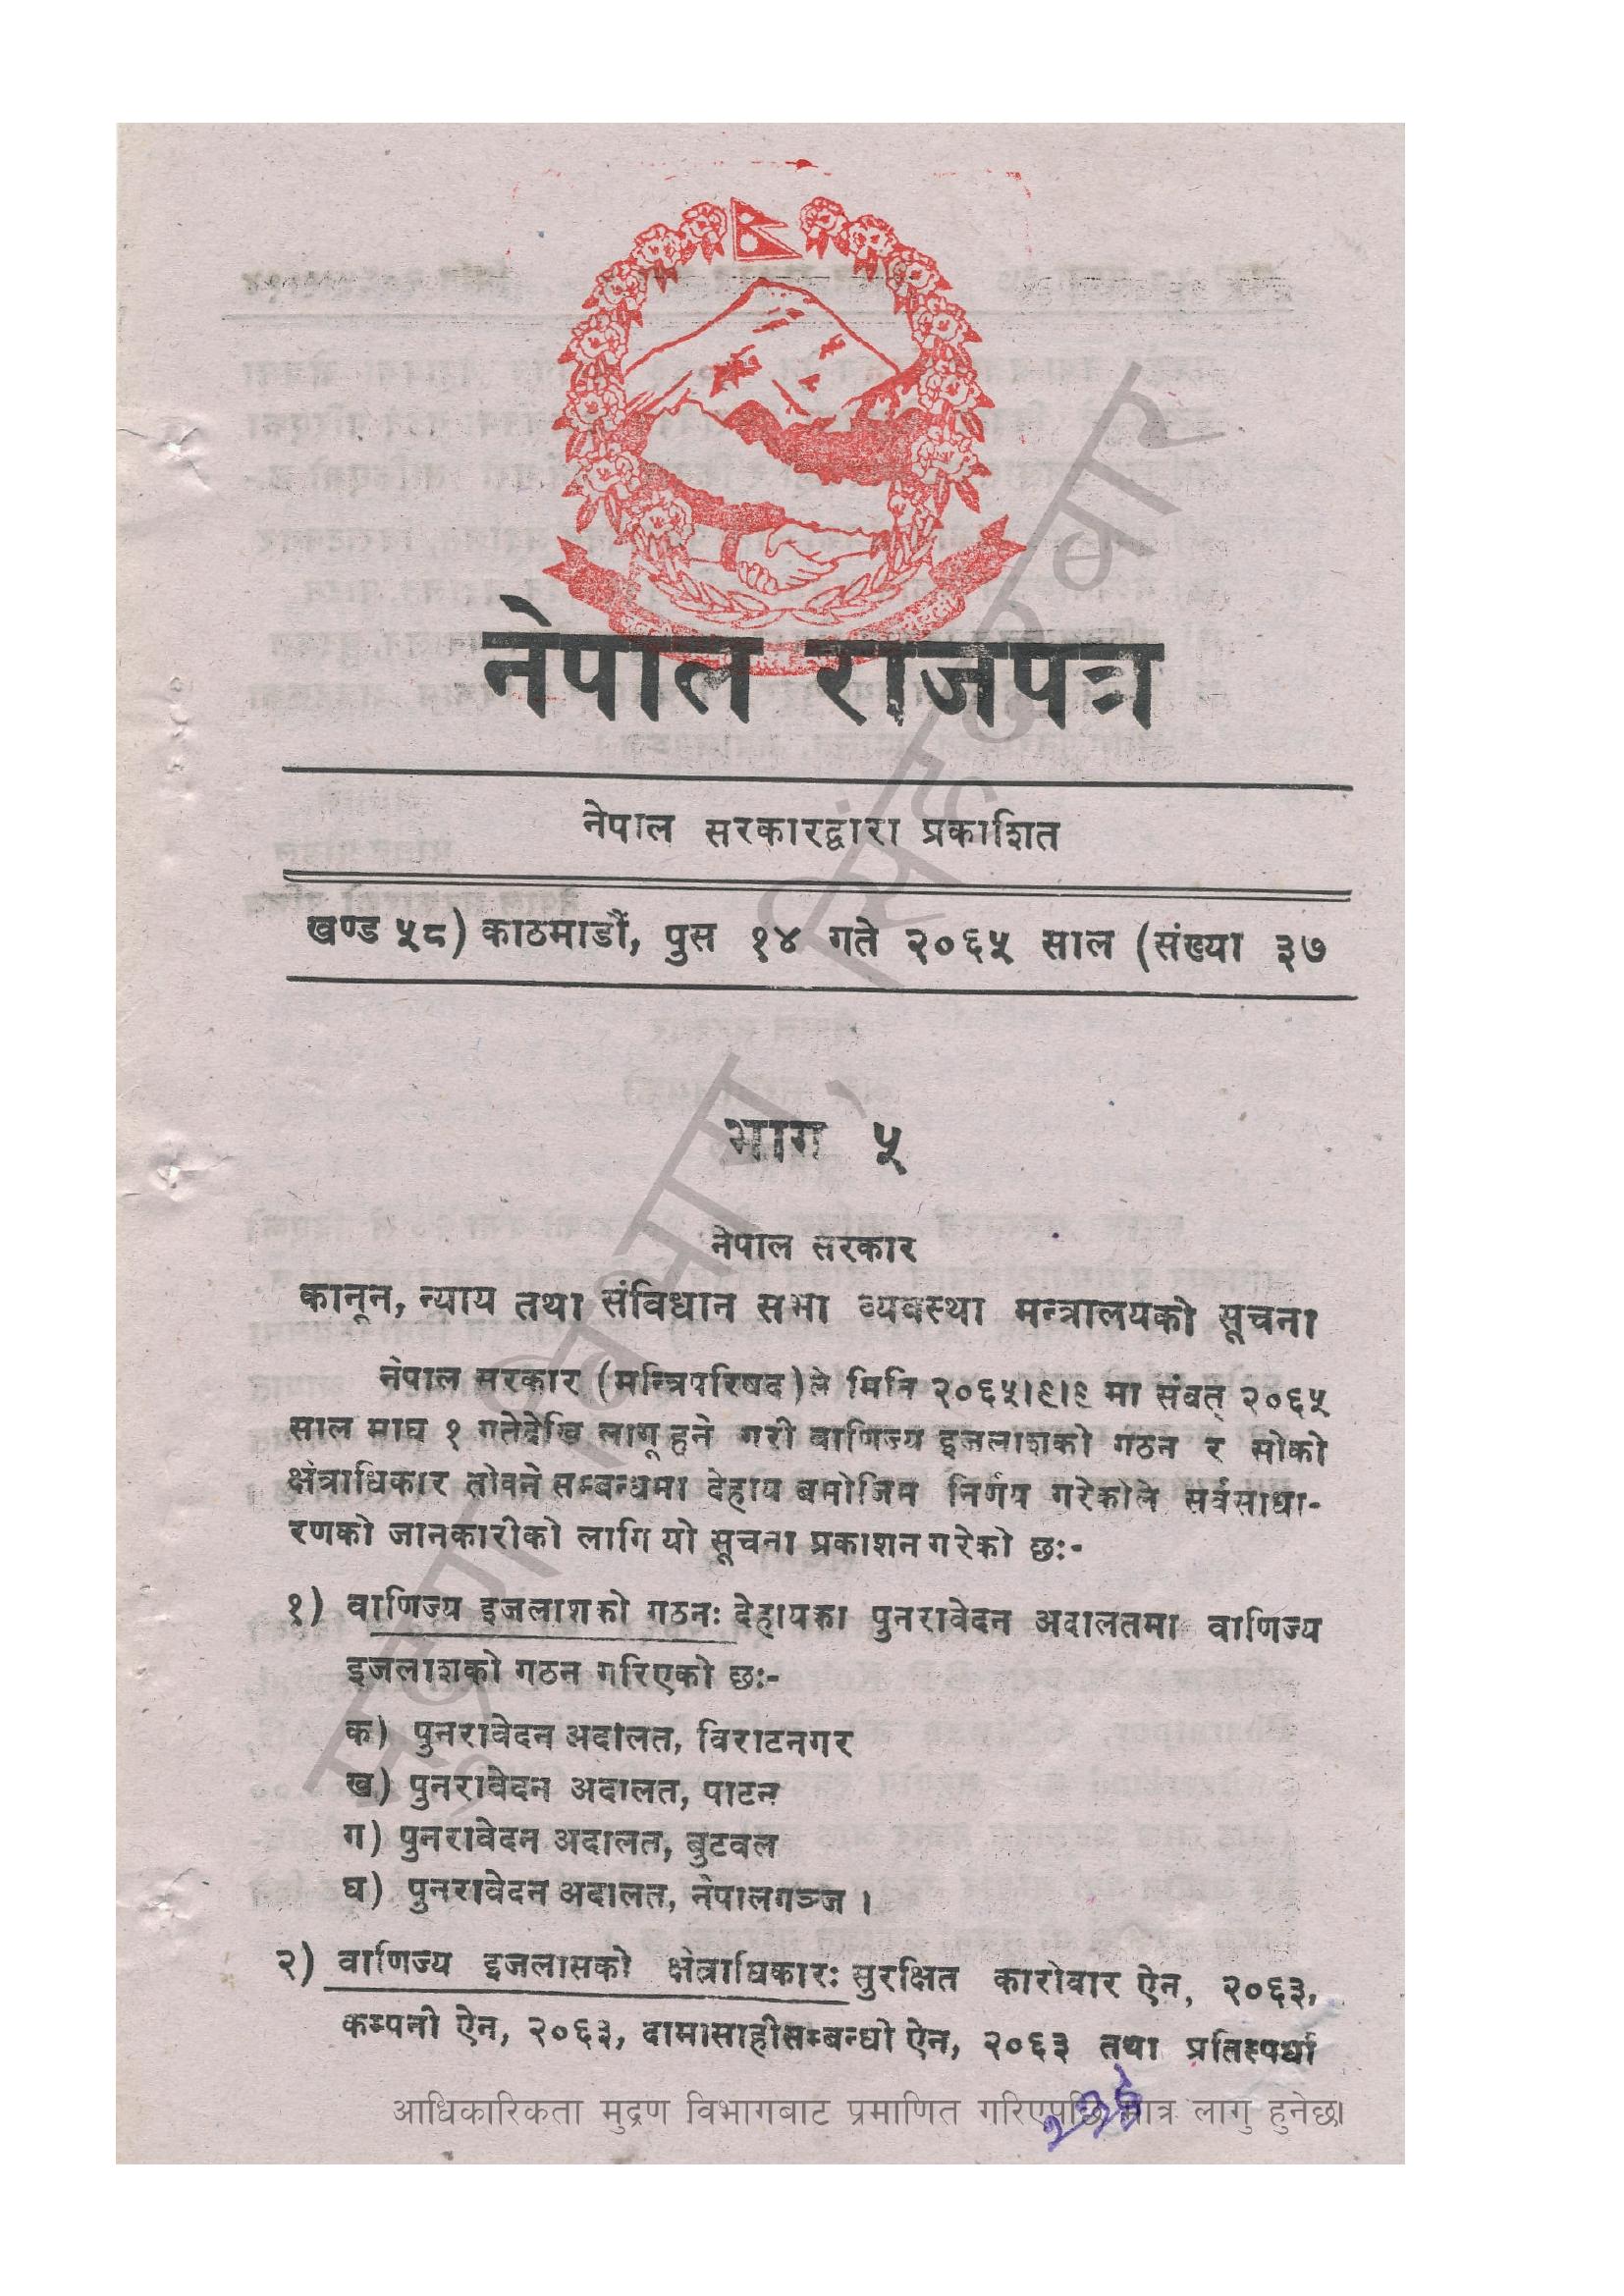 नेपाल राजपत्र
नेपाल सरकारद्वारा प्रकाशित
खण्ड ५८) काठमाडौं, पुस १४ गते २०६५ साल (संख्या ३७
भाग ५
नेपाल सरकार
कानून, न्याय तथा संविधान सभा व्यवस्था मन्त्रालयको सूचना
नेपाल सरकार (मन्त्रिपरिषद)ले मिति २०६५।९।९ मा संवत् २०६५
साल माघ १ गतेदेखि लागू हुने गरी वाणिज्य इजलाशको गठन र सोको
क्षेत्राधिकार तोक्ने सम्बन्धमा देहाय बमोजिम निर्णय गरेकोले सर्वसाधा-
रणको जानकारीको लागि यो सूचना प्रकाशन गरेको छः-
१) वाणिज्य इजलाशको गठनः देहायका पुनरावेदन अदालतमा वाणिज्य
इजलाशको गठन गरिएको छः-
क) पुनरावेदन अदालत, विराटनगर
ख) पुनरावेदन अदालत, पाटन
ग) पुनरावेदन अदालत, बुटवल
घ) पुनरावेदन अदालत, नेपालगञ्ज ।
२) वाणिज्य इजलासको क्षेत्राधिकारः सुरक्षित कारोवार ऐन, २०६३,
कम्पनी ऐन, २०६३, दामासाहीसम्बन्धी ऐन, २०६३ तथा प्रतिस्पर्धा
आधिकारिकता मुद्रण विभागबाट प्रमाणित गरिएपछि मात्र लागु हुनेछ।
मुद्रण विभाग, सिंहदरवार